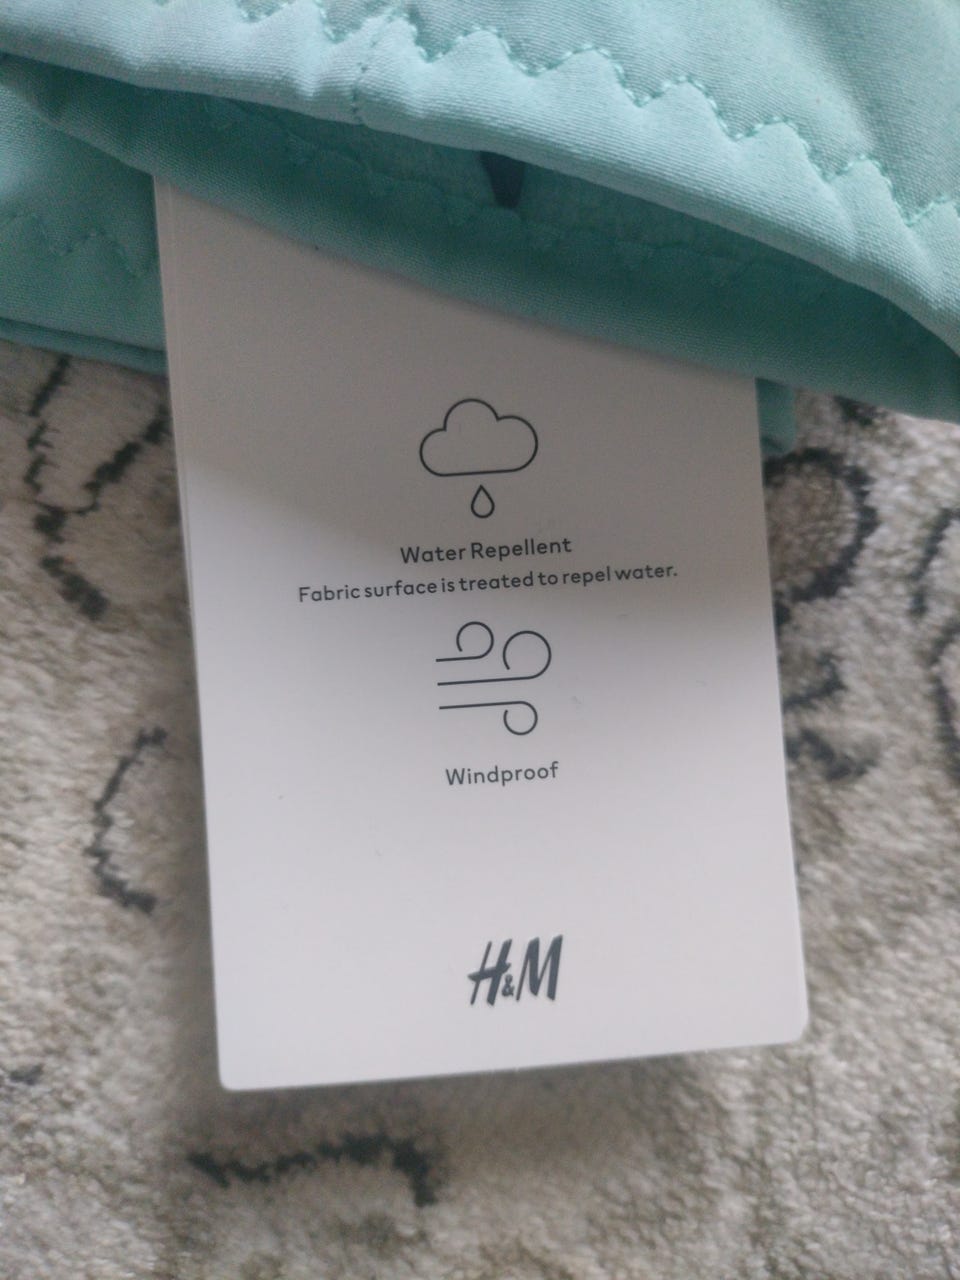 Water Repellent
Fabric surface is treated to repel water.
Windproof
H&M